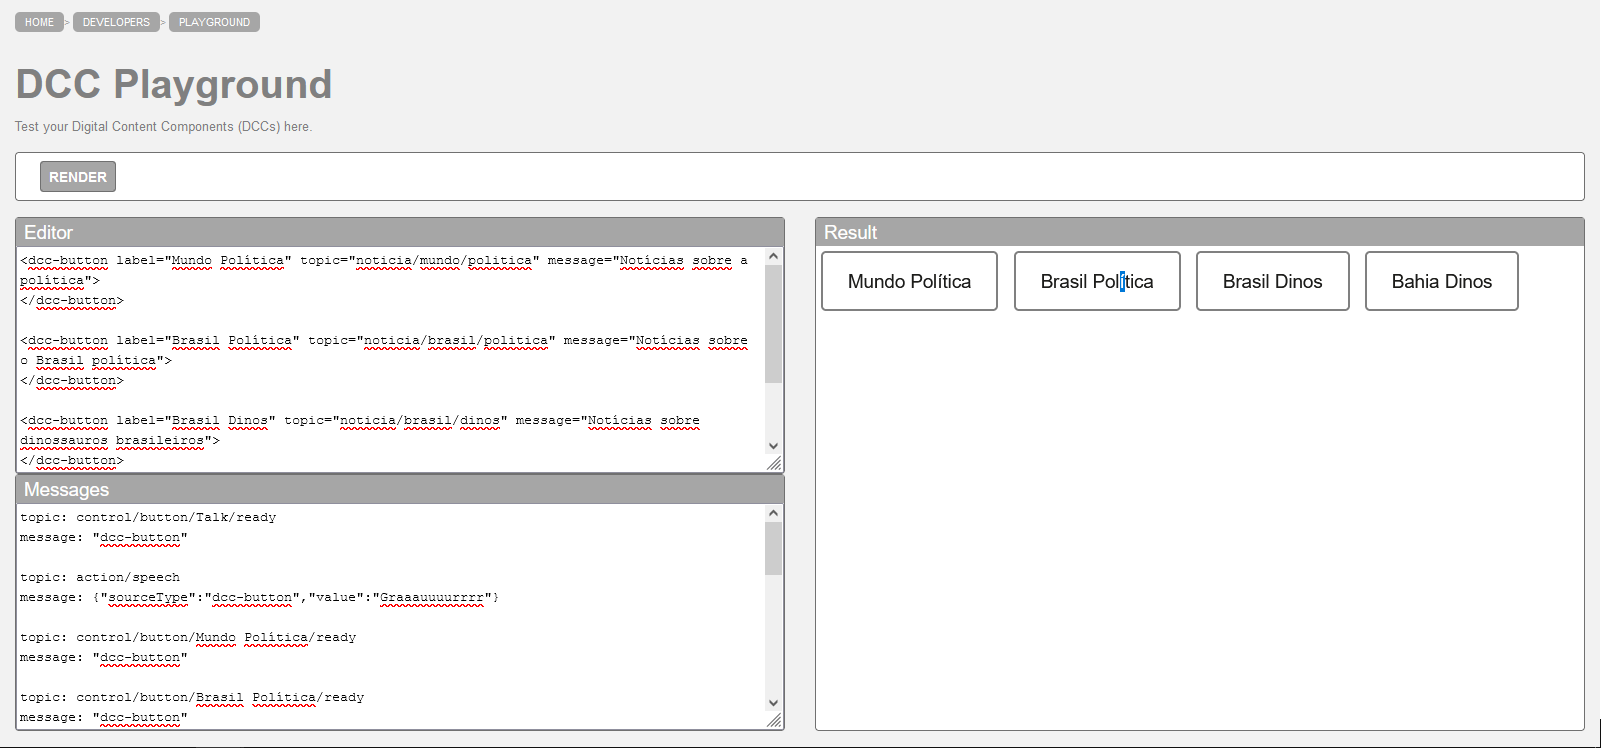 HOME > DEVELOPERS > PLAYGROUND
DCC Playground
Test your Digital Content Components (DCCs) here.
RENDER
Editor
<dcc-button label="Mundo Política" topic="noticia/mundo/politica" message="Notícias sobre a
política">
</dcc-button>
<dcc-button label="Brasil Política" topic="noticia/brasil/politica" message="Notícias sobre
o Brasil política">
</dcc-button>
<dcc-button label="Brasil Dinos" topic="noticia/brasil/dinos" message="Notícias sobre
dinossauros brasileiros">
</dcc-button>
Messages
topic: control/button/Talk/ready
message: "dcc-button"
topic: action/speech
message: {"sourceType":"dcc-button","value":"Graaauuuurrrr"}
topic: control/button/Mundo Política/ready
message: "dcc-button"
topic: control/button/Brasil Política/ready
message: "dcc-button"
Result
Mundo Política Brasil Política Brasil Dinos Bahia Dinos